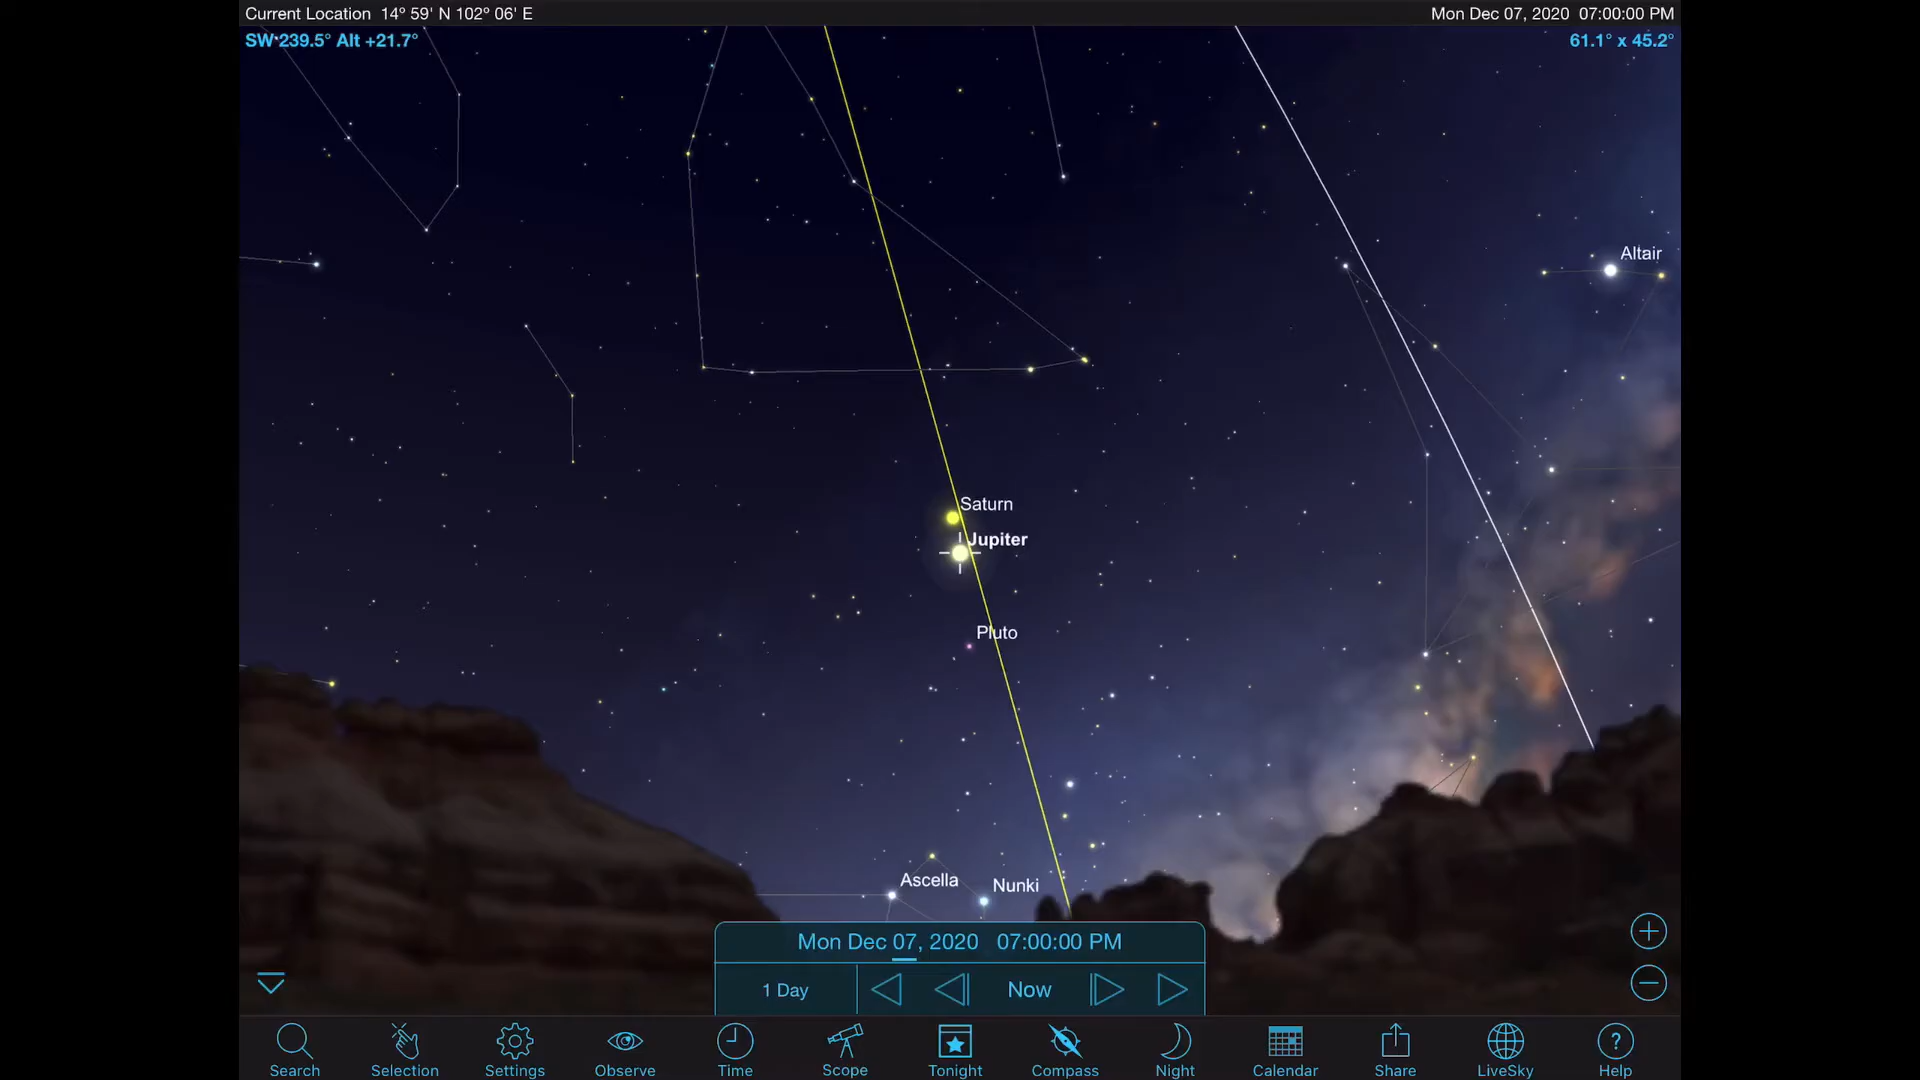 Current Location 14° 59' N 102° 06' E
Mon Dec 07, 2020 07:00:00 PM
SW 239.5° Alt +21.7°
61.1° x 45.2°
Altair
Saturn
Jupiter
Pluto
Ascella
Nunki
Mon Dec 07, 2020 07:00:00 PM
1 Day
Now
Search
Selection
Settings
Observe
Time
Scope
Tonight
Compass
Night
Calendar
Share
LiveSky
Help